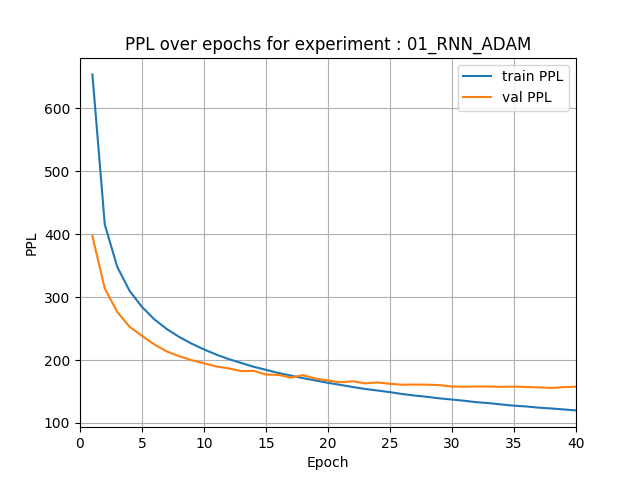 PPL over epochs for experiment : 01_RNN_ADAM
train PPL
val PPL
600
500
400
300
200
100
PPL
0 5 10 15 20 25 30 35 40
Epoch